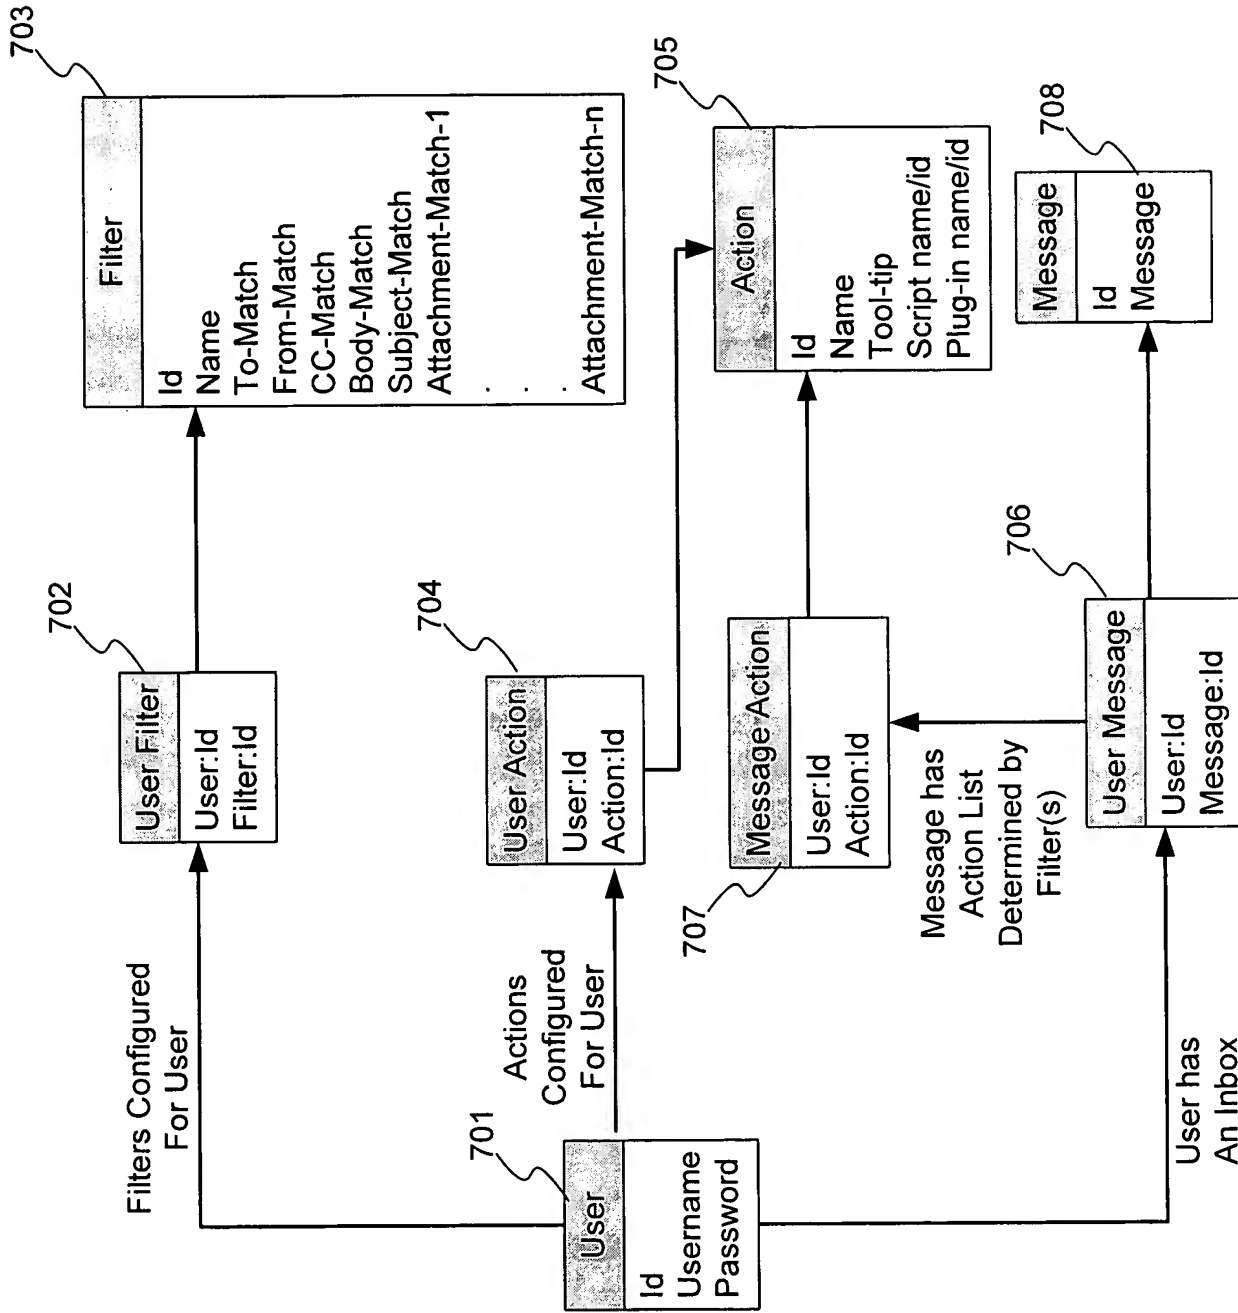 703
Filter
Id
Name
To-Match
From-Match
CC-Match
Body-Match
Subject-Match
Attachment-Match-1
. . .
Attachment-Match-n
705
Action
Id
Name
Tool-tip
Script name/id
Plug-in name/id
708
Message
Id
Message
702
User Filter
User:Id
Filter:Id
704
User Action
User:Id
Action:Id
707
Message Action
User:Id
Action:Id
Message has
Action List
Determined by
Filter(s)
706
User Message
User:Id
Message:Id
Filters Configured
For User
Actions
Configured
For User
701
User
Id
Username
Password
User has
An Inbox